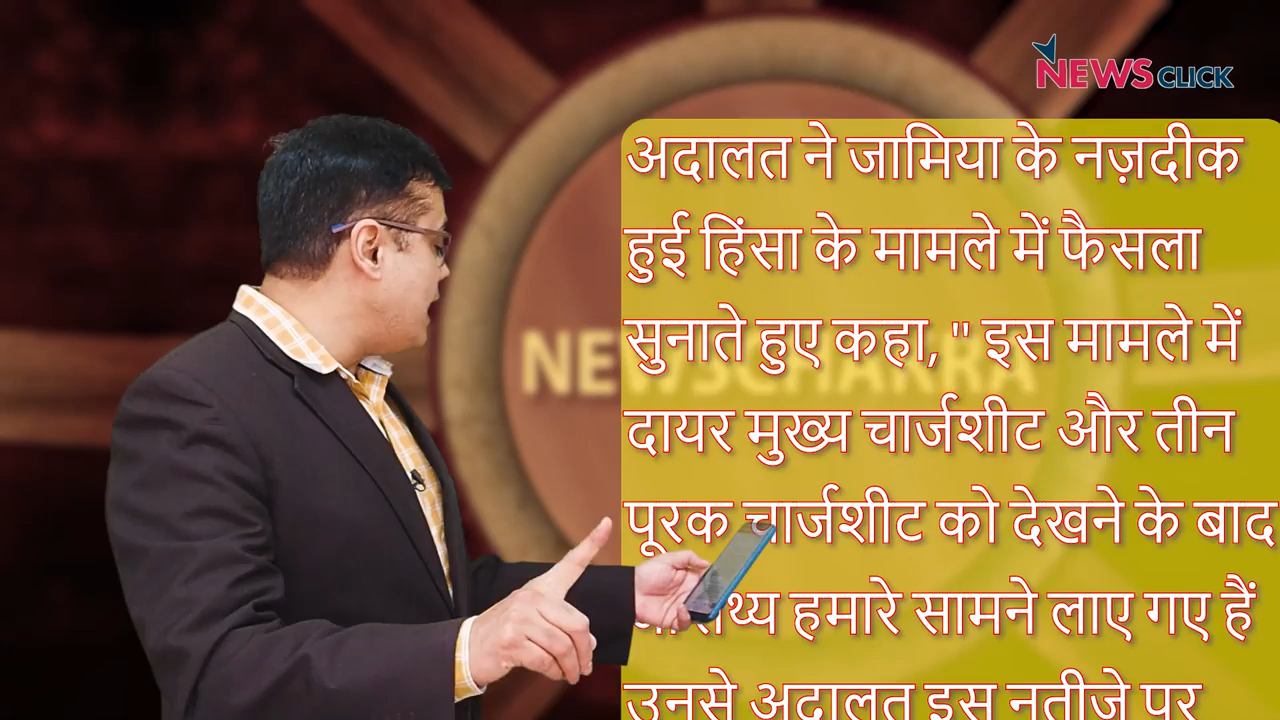 NEWS CLICK
अदालत ने जामिया के नज़दीक
हुई हिंसा के मामले में फैसला
सुनाते हुए कहा, " इस मामले में
NEWSCHAKRA
दायर मुख्य चार्जशीट और तीन
पूरक चार्जशीट को देखने के बाद
तथ्य हमारे सामने लाए गए हैं
उनसे अदालत इस नतीजे पर